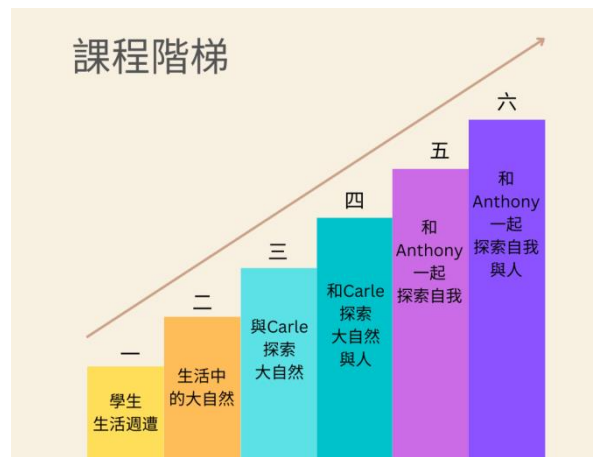 課程階梯
一
學生
生活週遭
二
生活中
的大自然
三
與Carle
探索
大自然
四
和Carle
探索
大自然
與人
五
和
Anthony
一起
探索自我
六
和
Anthony
一起
探索自我
與人